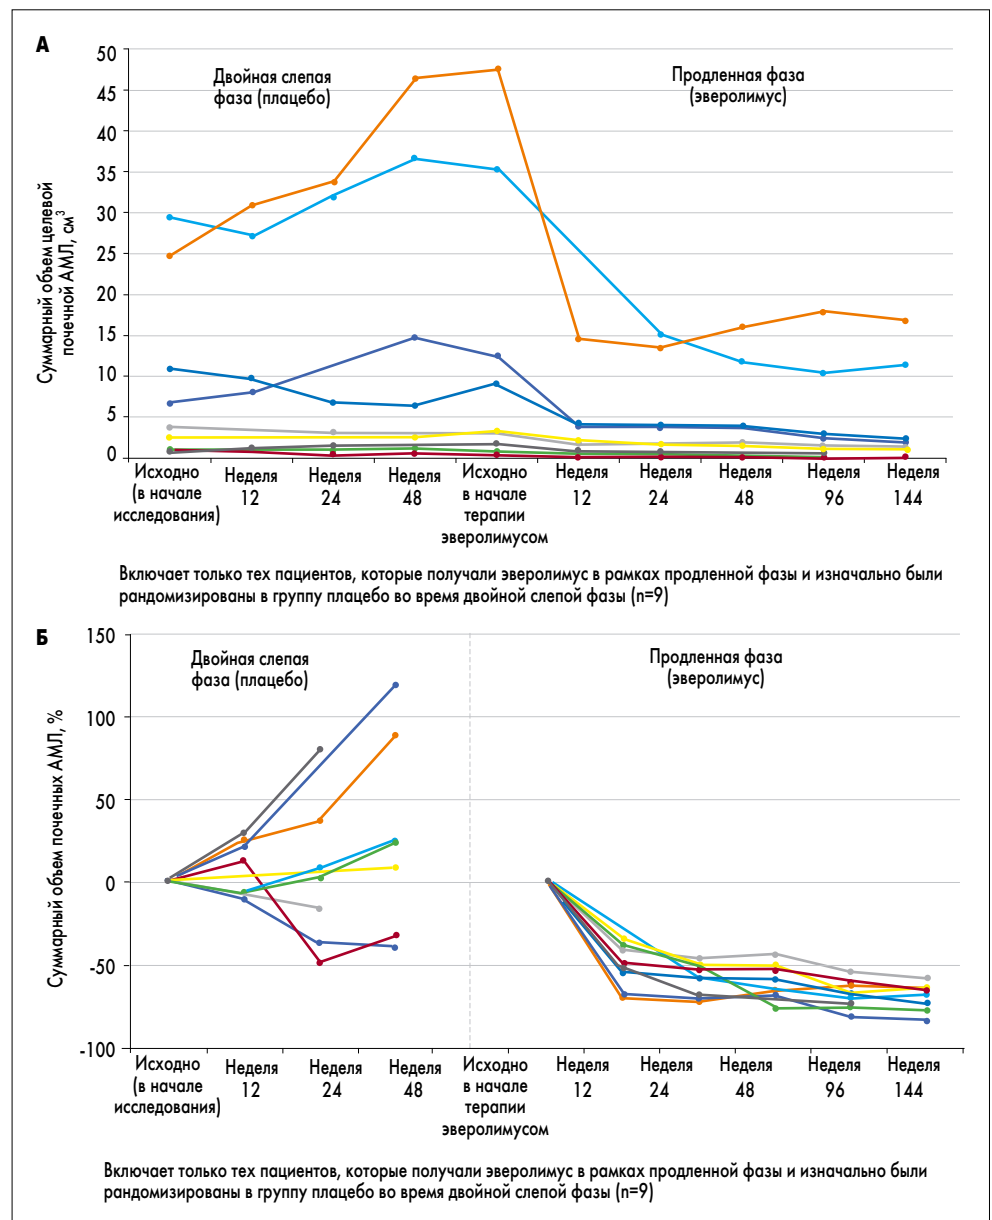 А
Суммарный объем целевой
почечной АМЛ, см³
50
45
40
35
30
25
20
15
10
5
0
Двойная слепая
фаза (плацебо)
Продленная фаза
(эверолимус)
Исходно
(в начале
исследования)
Неделя
12
Неделя
24
Неделя
48
Исходно
в начале
терапии
эверолимусом
Неделя
12
Неделя
24
Неделя
48
Неделя
96
Неделя
144
Включает только тех пациентов, которые получали эверолимус в рамках продленной фазы и изначально были
рандомизированы в группу плацебо во время двойной слепой фазы (n=9)
Б
Суммарный объем почечных АМЛ, %
150
100
50
0
-50
-100
Двойная слепая
фаза (плацебо)
Продленная фаза
(эверолимус)
Исходно
(в начале
исследования)
Неделя
12
Неделя
24
Неделя
48
Исходно
в начале
терапии
эверолимусом
Неделя
12
Неделя
24
Неделя
48
Неделя
96
Неделя
144
Включает только тех пациентов, которые получали эверолимус в рамках продленной фазы и изначально были
рандомизированы в группу плацебо во время двойной слепой фазы (n=9)